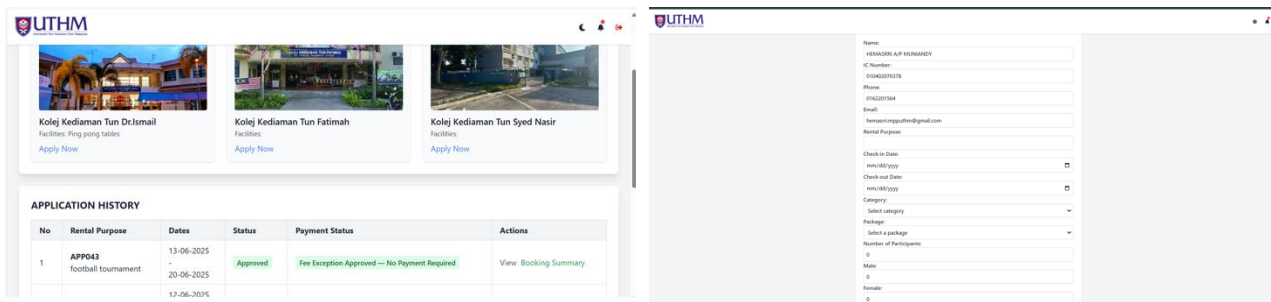 UTHM
Kolej Kediaman Tun Dr.Ismail
Facilities: Ping pong tables
Apply Now
Kolej Kediaman Tun Fatimah
Facilities:
Apply Now
Kolej Kediaman Tun Syed Nasir
Facilities:
Apply Now
APPLICATION HISTORY
No Rental Purpose Dates Status Payment Status Actions
1 APP043 football tournament 13-06-2025 - 20-06-2025 Approved Fee Exception Approved — No Payment Required View Booking Summary
12-06-2025
UTHM
Name:
HEMASRRI A/P MUNIANDY
IC Number:
010402070378
Phone:
0162201564
Email:
hemasrri.mpputhm@gmail.com
Rental Purpose:
Check-in Date:
mm/dd/yyyy
Check-out Date:
mm/dd/yyyy
Category:
Select category
Package:
Select a package
Number of Participants:
0
Male:
0
Female:
0